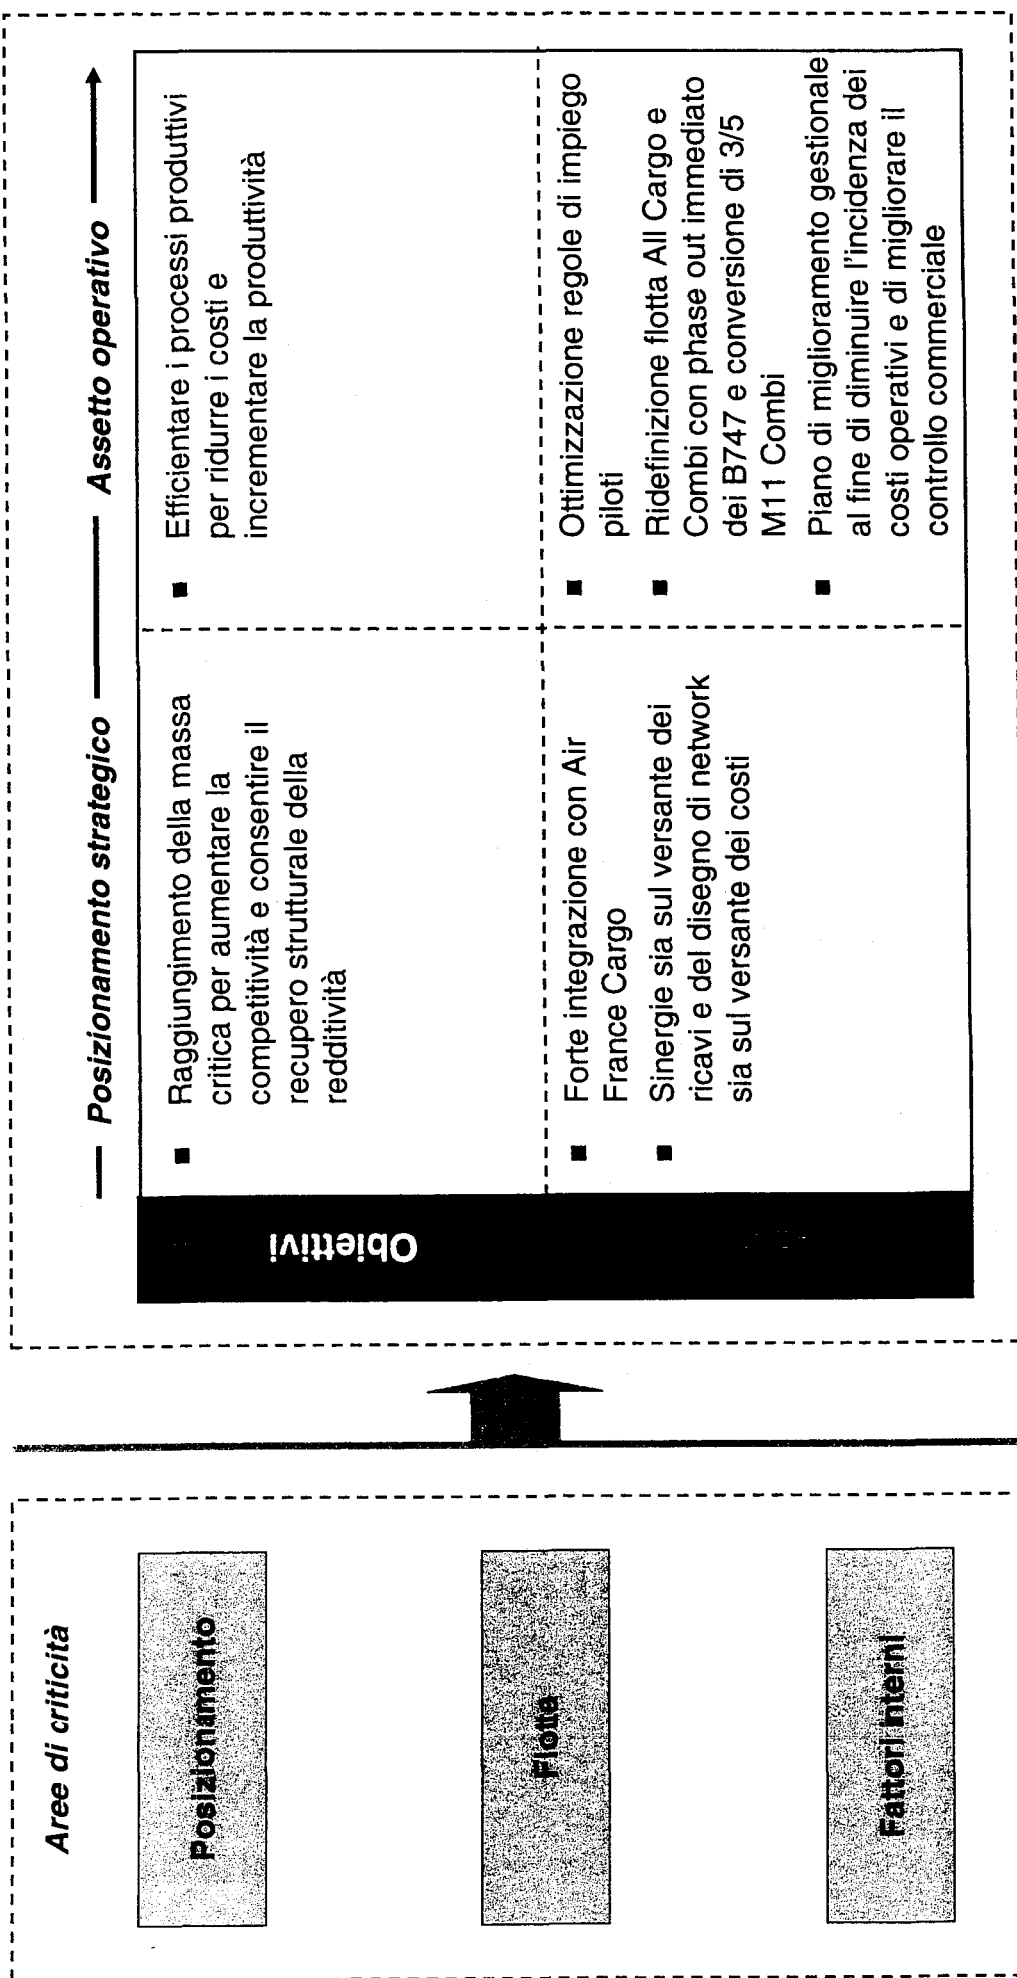 Aree di criticità
Posizionamento
Flotta
Fattori interni
Posizionamento strategico
Assetto operativo
Obiettivi
Raggiungimento della massa
critica per aumentare la
competitività e consentire il
recupero strutturale della
redditività
Efficientare i processi produttivi
per ridurre i costi e
incrementare la produttività
Forte integrazione con Air
France Cargo
Sinergie sia sul versante dei
ricavi e del disegno di network
sia sul versante dei costi
Ottimizzazione regole di impiego
piloti
Ridefinizione flotta All Cargo e
Combi con phase out immediato
dei B747 e conversione di 3/5
M11 Combi
Piano di miglioramento gestionale
al fine di diminuire l'incidenza dei
costi operativi e di migliorare il
controllo commerciale